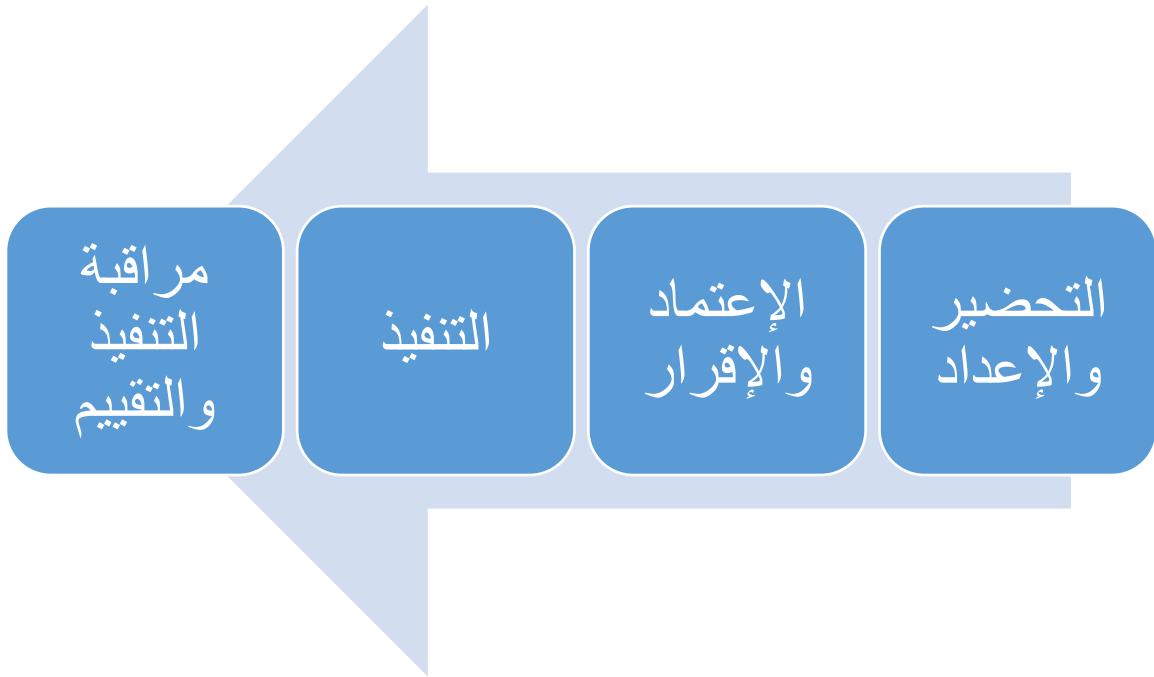 التحضير
والإعداد
الإعتماد
والإقرار
التنفيذ
مراقبة
التنفيذ
والتقييم